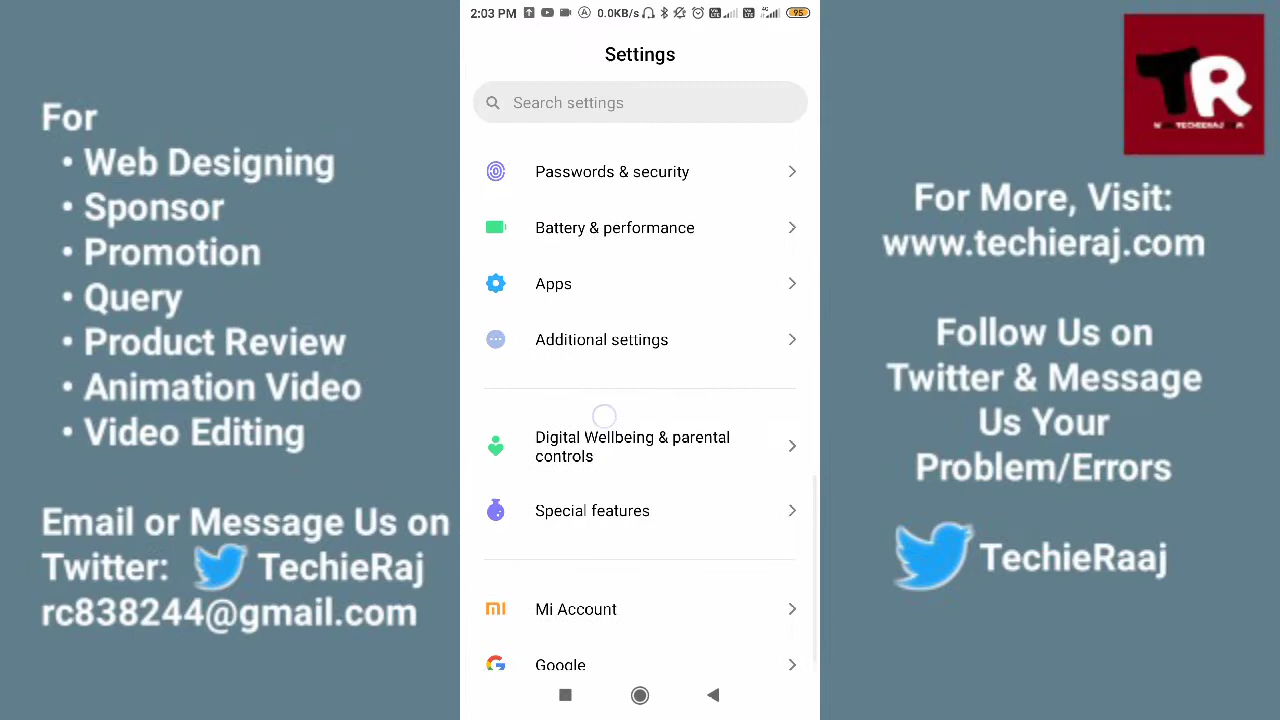 For
• Web Designing
• Sponsor
• Promotion
• Query
• Product Review
• Animation Video
• Video Editing
Email or Message Us on
Twitter: TechieRaj
rc838244@gmail.com
2:03 PM 0.0KB/s 4G 95
Settings
Search settings
Passwords & security
Battery & performance
Apps
Additional settings
Digital Wellbeing & parental
controls
Special features
Mi Account
Google
TR
For More, Visit:
www.techieraj.com
Follow Us on
Twitter & Message
Us Your
Problem/Errors
TechieRaaj